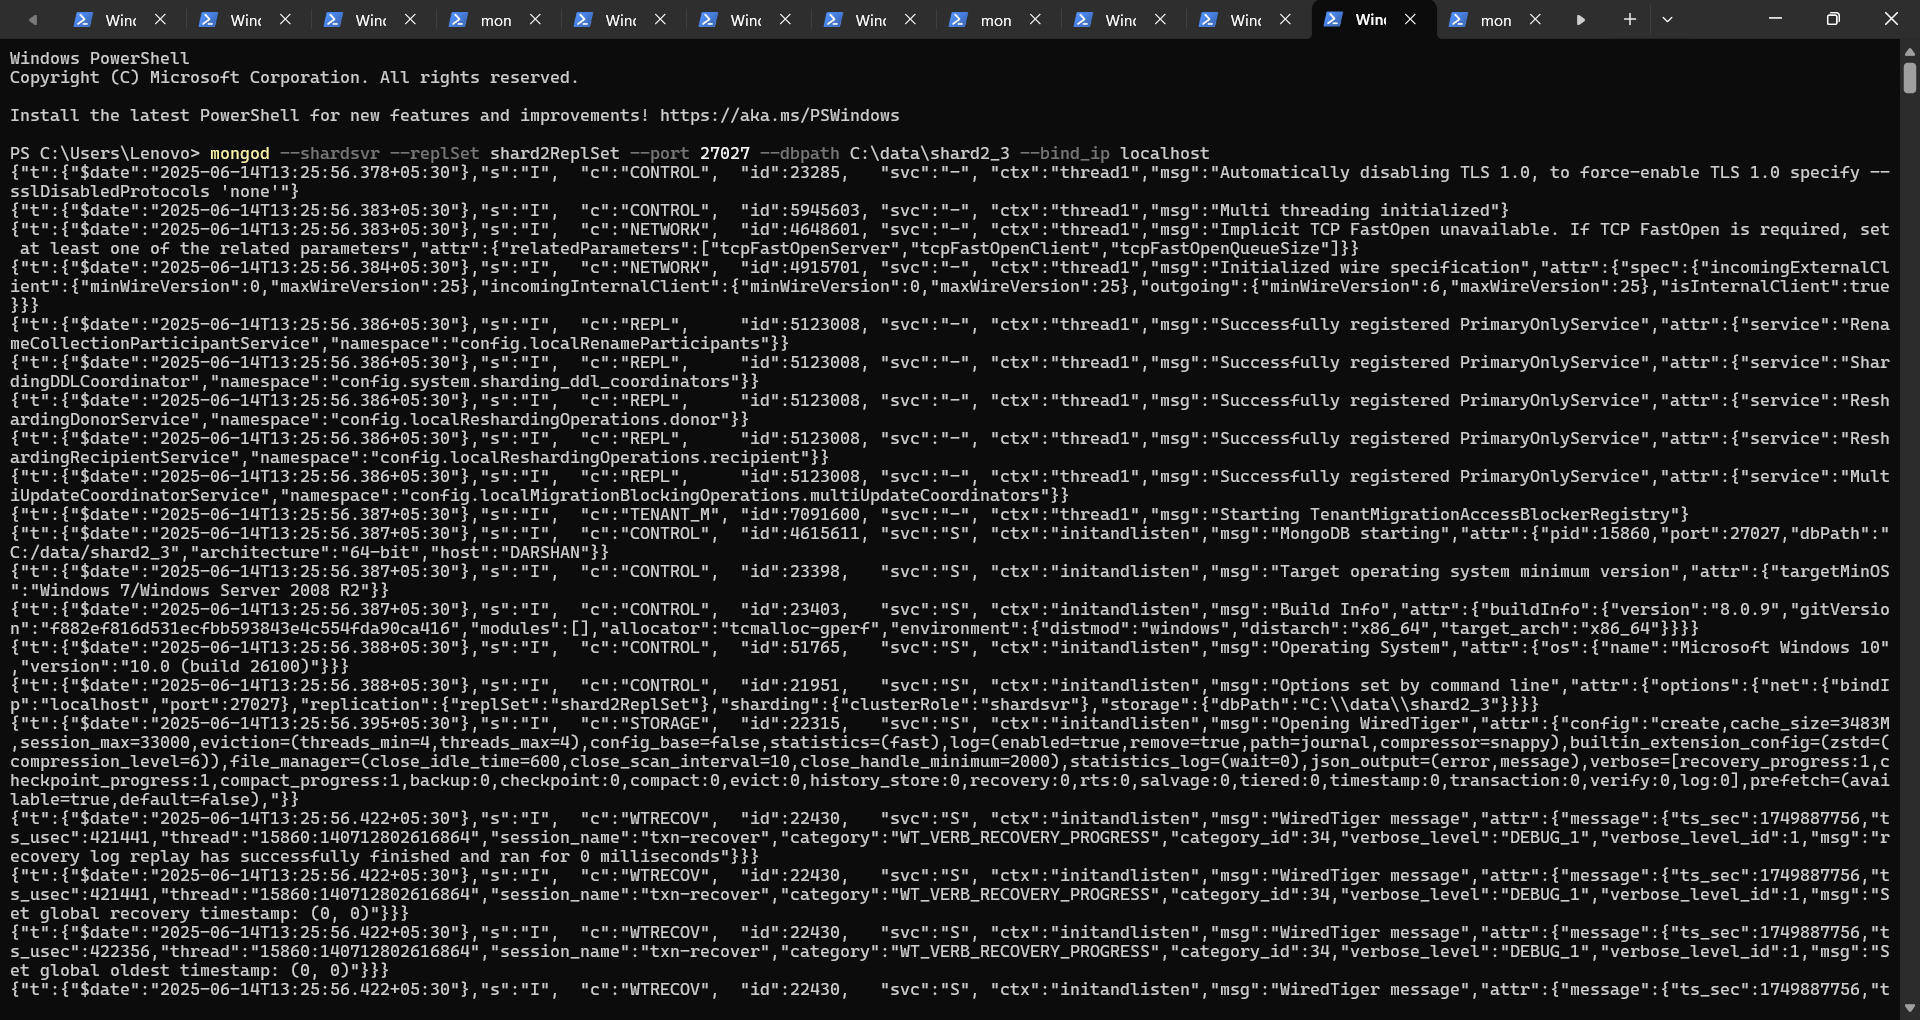 Wind Wind Wind mon Wind Wind Wind mon Wind Wind Wind mon
Windows PowerShell
Copyright (C) Microsoft Corporation. All rights reserved.
Install the latest PowerShell for new features and improvements! https://aka.ms/PSWindows
PS C:\Users\Lenovo> mongod --shardsvr --replSet shard2ReplSet --port 27027 --dbpath C:\data\shard2_3 --bind_ip localhost
{"t":{"$date":"2025-06-14T13:25:56.378+05:30"},"s":"I",  "c":"CONTROL",  "id":23285,   "svc":"-", "ctx":"thread1","msg":"Automatically disabling TLS 1.0, to force-enable TLS 1.0 specify --
sslDisabledProtocols 'none'"}
{"t":{"$date":"2025-06-14T13:25:56.383+05:30"},"s":"I",  "c":"CONTROL",  "id":5945603, "svc":"-", "ctx":"thread1","msg":"Multi threading initialized"}
{"t":{"$date":"2025-06-14T13:25:56.383+05:30"},"s":"I",  "c":"NETWORK",  "id":4648601, "svc":"-", "ctx":"thread1","msg":"Implicit TCP FastOpen unavailable. If TCP FastOpen is required, set
 at least one of the related parameters","attr":{"relatedParameters":["tcpFastOpenServer","tcpFastOpenClient","tcpFastOpenQueueSize"]}}
{"t":{"$date":"2025-06-14T13:25:56.384+05:30"},"s":"I",  "c":"NETWORK",  "id":4915701, "svc":"-", "ctx":"thread1","msg":"Initialized wire specification","attr":{"spec":{"incomingExternalCl
ient":{"minWireVersion":0,"maxWireVersion":25},"incomingInternalClient":{"minWireVersion":0,"maxWireVersion":25},"outgoing":{"minWireVersion":6,"maxWireVersion":25},"isInternalClient":true
}}}
{"t":{"$date":"2025-06-14T13:25:56.386+05:30"},"s":"I",  "c":"REPL",     "id":5123008, "svc":"-", "ctx":"thread1","msg":"Successfully registered PrimaryOnlyService","attr":{"service":"Rena
meCollectionParticipantService","namespace":"config.localRenameParticipants"}}
{"t":{"$date":"2025-06-14T13:25:56.386+05:30"},"s":"I",  "c":"REPL",     "id":5123008, "svc":"-", "ctx":"thread1","msg":"Successfully registered PrimaryOnlyService","attr":{"service":"Shar
dingDDLCoordinator","namespace":"config.system.sharding_ddl_coordinators"}}
{"t":{"$date":"2025-06-14T13:25:56.386+05:30"},"s":"I",  "c":"REPL",     "id":5123008, "svc":"-", "ctx":"thread1","msg":"Successfully registered PrimaryOnlyService","attr":{"service":"Resh
ardingDonorService","namespace":"config.localReshardingOperations.donor"}}
{"t":{"$date":"2025-06-14T13:25:56.386+05:30"},"s":"I",  "c":"REPL",     "id":5123008, "svc":"-", "ctx":"thread1","msg":"Successfully registered PrimaryOnlyService","attr":{"service":"Resh
ardingRecipientService","namespace":"config.localReshardingOperations.recipient"}}
{"t":{"$date":"2025-06-14T13:25:56.386+05:30"},"s":"I",  "c":"REPL",     "id":5123008, "svc":"-", "ctx":"thread1","msg":"Successfully registered PrimaryOnlyService","attr":{"service":"Mult
iUpdateCoordinatorService","namespace":"config.localMigrationBlockingOperations.multiUpdateCoordinators"}}
{"t":{"$date":"2025-06-14T13:25:56.387+05:30"},"s":"I",  "c":"TENANT_M", "id":7091600, "svc":"-", "ctx":"thread1","msg":"Starting TenantMigrationAccessBlockerRegistry"}
{"t":{"$date":"2025-06-14T13:25:56.387+05:30"},"s":"I",  "c":"CONTROL",  "id":4615611, "svc":"S", "ctx":"initandlisten","msg":"MongoDB starting","attr":{"pid":15860,"port":27027,"dbPath":"
C:/data/shard2_3","architecture":"64-bit","host":"DARSHAN"}}
{"t":{"$date":"2025-06-14T13:25:56.387+05:30"},"s":"I",  "c":"CONTROL",  "id":23398,   "svc":"S", "ctx":"initandlisten","msg":"Target operating system minimum version","attr":{"targetMinOS
":"Windows 7/Windows Server 2008 R2"}}
{"t":{"$date":"2025-06-14T13:25:56.387+05:30"},"s":"I",  "c":"CONTROL",  "id":23403,   "svc":"S", "ctx":"initandlisten","msg":"Build Info","attr":{"buildInfo":{"version":"8.0.9","gitVersio
n":"f882ef816d531ecfbb593843e4c554fda90ca416","modules":[],"allocator":"tcmalloc-gperf","environment":{"distmod":"windows","distarch":"x86_64","target_arch":"x86_64"}}}}
{"t":{"$date":"2025-06-14T13:25:56.388+05:30"},"s":"I",  "c":"CONTROL",  "id":51765,   "svc":"S", "ctx":"initandlisten","msg":"Operating System","attr":{"os":{"name":"Microsoft Windows 10"
,"version":"10.0 (build 26100)"}}}
{"t":{"$date":"2025-06-14T13:25:56.388+05:30"},"s":"I",  "c":"CONTROL",  "id":21951,   "svc":"S", "ctx":"initandlisten","msg":"Options set by command line","attr":{"options":{"net":{"bindI
p":"localhost","port":27027},"replication":{"replSet":"shard2ReplSet"},"sharding":{"clusterRole":"shardsvr"},"storage":{"dbPath":"C:\\data\\shard2_3"}}}}
{"t":{"$date":"2025-06-14T13:25:56.395+05:30"},"s":"I",  "c":"STORAGE",  "id":22315,   "svc":"S", "ctx":"initandlisten","msg":"Opening WiredTiger","attr":{"config":"create,cache_size=3483M
,session_max=33000,eviction=(threads_min=4,threads_max=4),config_base=false,statistics=(fast),log=(enabled=true,remove=true,path=journal,compressor=snappy),builtin_extension_config=(zstd=(
compression_level=6)),file_manager=(close_idle_time=600,close_scan_interval=10,close_handle_minimum=2000),statistics_log=(wait=0),json_output=(error,message),verbose=[recovery_progress:1,c
heckpoint_progress:1,compact_progress:1,backup:0,checkpoint:0,compact:0,evict:0,history_store:0,recovery:0,rts:0,salvage:0,tiered:0,timestamp:0,transaction:0,verify:0,log:0],prefetch=(avai
lable=true,default=false),"}}
{"t":{"$date":"2025-06-14T13:25:56.422+05:30"},"s":"I",  "c":"WTRECOV",  "id":22430,   "svc":"S", "ctx":"initandlisten","msg":"WiredTiger message","attr":{"message":{"ts_sec":1749887756,"t
s_usec":421441,"thread":"15860:140712802616864","session_name":"txn-recover","category":"WT_VERB_RECOVERY_PROGRESS","category_id":34,"verbose_level":"DEBUG_1","verbose_level_id":1,"msg":"r
ecovery log replay has successfully finished and ran for 0 milliseconds"}}}
{"t":{"$date":"2025-06-14T13:25:56.422+05:30"},"s":"I",  "c":"WTRECOV",  "id":22430,   "svc":"S", "ctx":"initandlisten","msg":"WiredTiger message","attr":{"message":{"ts_sec":1749887756,"t
s_usec":421441,"thread":"15860:140712802616864","session_name":"txn-recover","category":"WT_VERB_RECOVERY_PROGRESS","category_id":34,"verbose_level":"DEBUG_1","verbose_level_id":1,"msg":"S
et global recovery timestamp: (0, 0)"}}}
{"t":{"$date":"2025-06-14T13:25:56.422+05:30"},"s":"I",  "c":"WTRECOV",  "id":22430,   "svc":"S", "ctx":"initandlisten","msg":"WiredTiger message","attr":{"message":{"ts_sec":1749887756,"t
s_usec":422356,"thread":"15860:140712802616864","session_name":"txn-recover","category":"WT_VERB_RECOVERY_PROGRESS","category_id":34,"verbose_level":"DEBUG_1","verbose_level_id":1,"msg":"S
et global oldest timestamp: (0, 0)"}}}
{"t":{"$date":"2025-06-14T13:25:56.422+05:30"},"s":"I",  "c":"WTRECOV",  "id":22430,   "svc":"S", "ctx":"initandlisten","msg":"WiredTiger message","attr":{"message":{"ts_sec":1749887756,"t